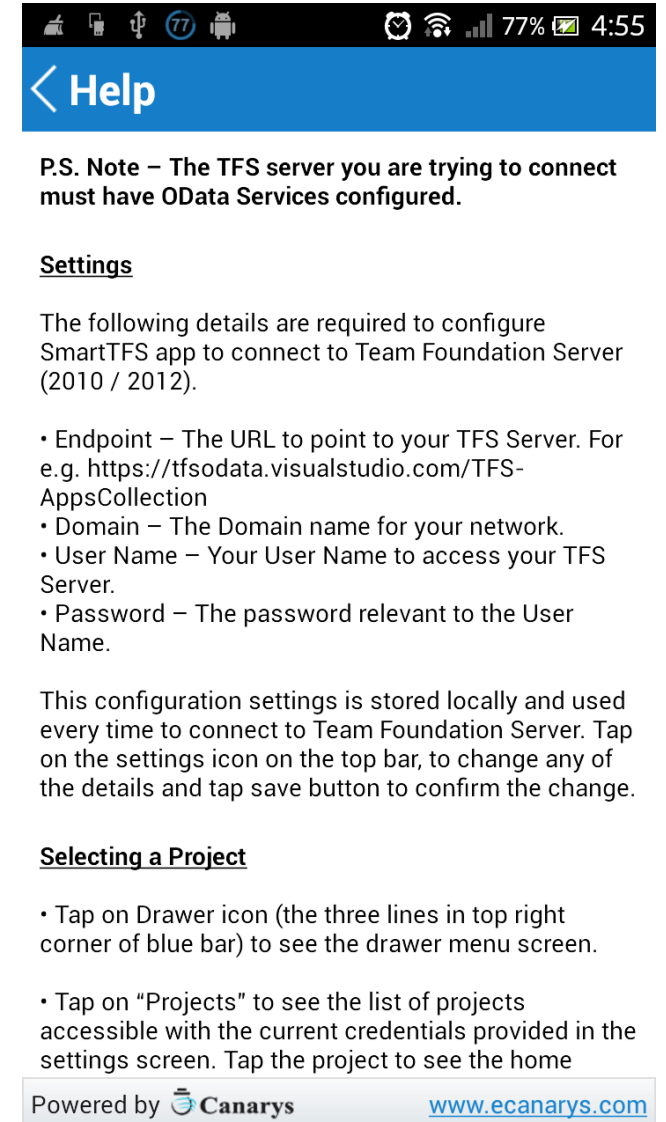 77 77% 4:55
Help
P.S. Note – The TFS server you are trying to connect
must have OData Services configured.
Settings
The following details are required to configure
SmartTFS app to connect to Team Foundation Server
(2010 / 2012).
• Endpoint – The URL to point to your TFS Server. For
e.g. https://tfsodata.visualstudio.com/TFS-
AppsCollection
• Domain – The Domain name for your network.
• User Name – Your User Name to access your TFS
Server.
• Password – The password relevant to the User
Name.
This configuration settings is stored locally and used
every time to connect to Team Foundation Server. Tap
on the settings icon on the top bar, to change any of
the details and tap save button to confirm the change.
Selecting a Project
• Tap on Drawer icon (the three lines in top right
corner of blue bar) to see the drawer menu screen.
• Tap on “Projects” to see the list of projects
accessible with the current credentials provided in the
settings screen. Tap the project to see the home
Powered by Canarys www.ecanarys.com